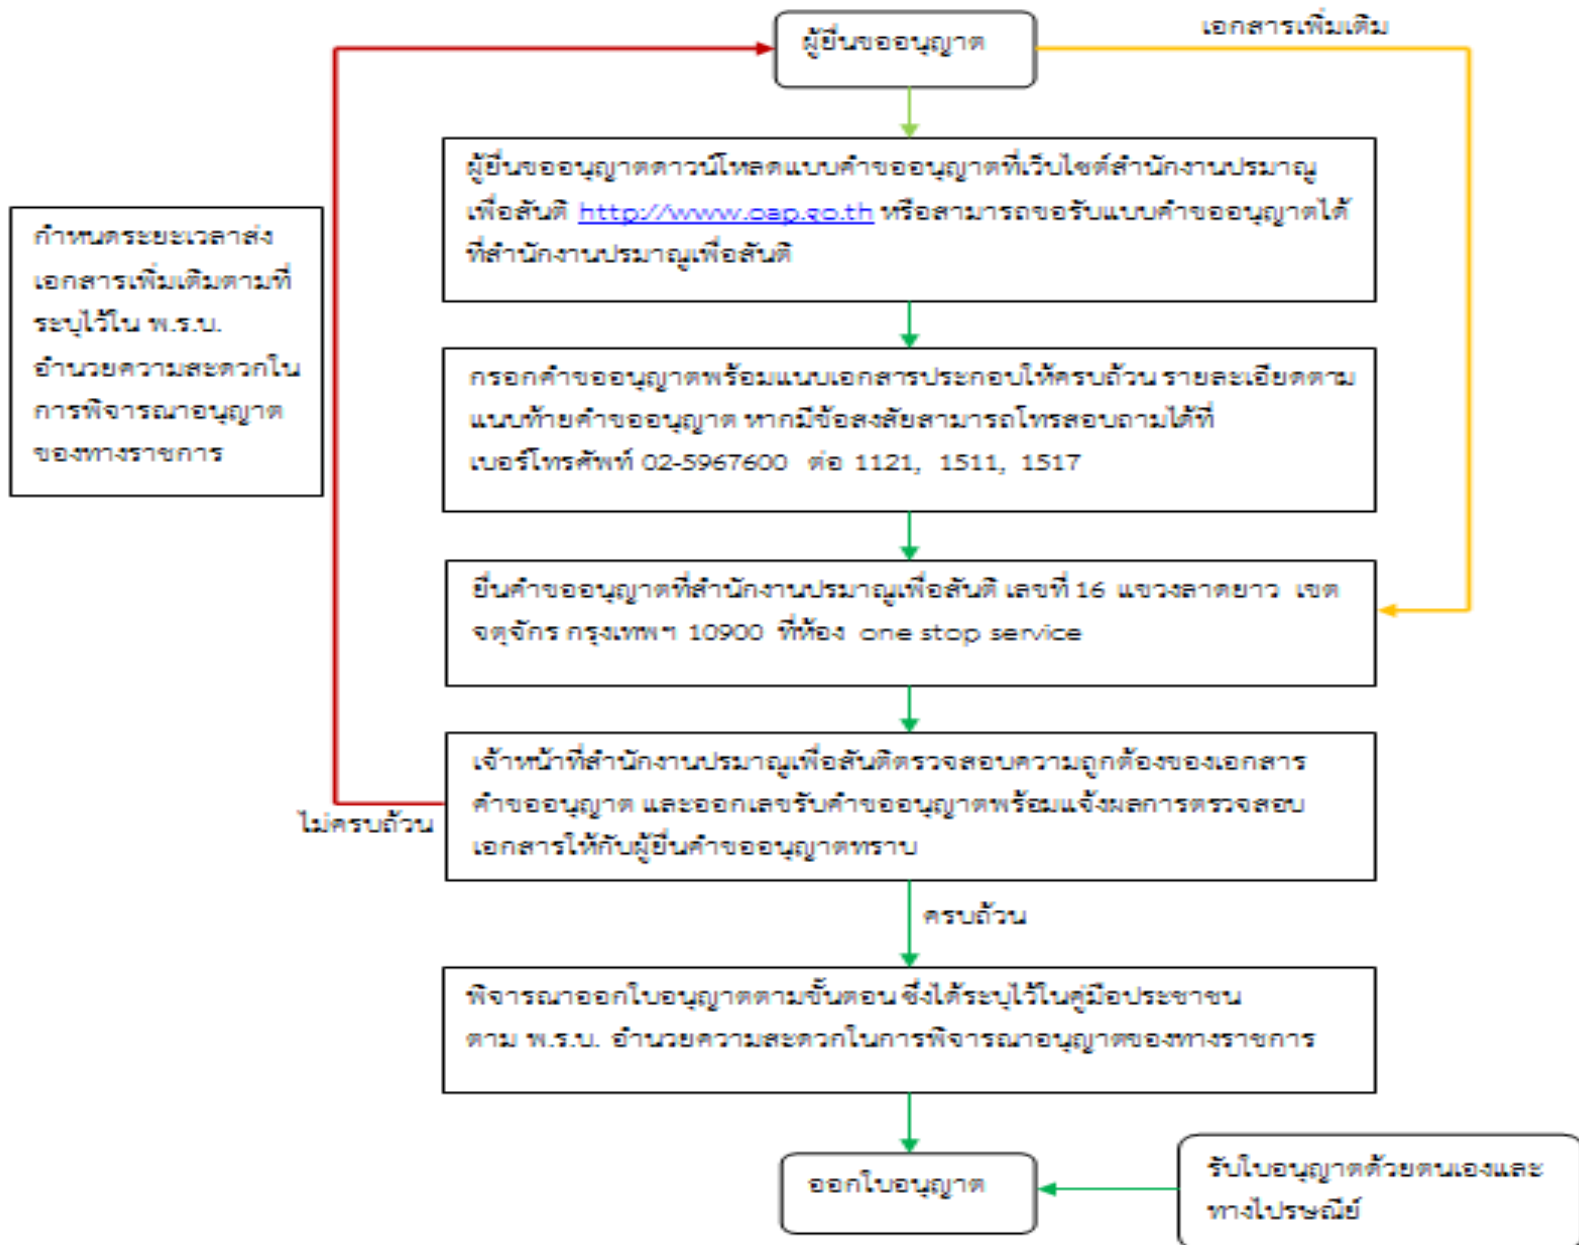 ผู้ยื่นขออนุญาต
เอกสารเพิ่มเติม
ผู้ยื่นขออนุญาตดาวน์โหลดแบบคำขออนุญาตที่เว็บไซต์สำนักงานปรมาณู
เพื่อสันติ http://www.oap.go.th หรือสามารถขอรับแบบคำขออนุญาตได้
ที่สำนักงานปรมาณูเพื่อสันติ
กำหนดระยะเวลาส่ง
เอกสารเพิ่มเติมตามที่
ระบุไว้ใน พ.ร.บ.
อำนวยความสะดวกใน
การพิจารณาอนุญาต
ของทางราชการ
กรอกคำขออนุญาตพร้อมแนบเอกสารประกอบให้ครบถ้วน รายละเอียดตาม
แนบท้ายคำขออนุญาต หากมีข้อสงสัยสามารถโทรสอบถามได้ที่
เบอร์โทรศัพท์ 02-5967600 ต่อ 1121, 1511, 1517
ยื่นคำขออนุญาตที่สำนักงานปรมาณูเพื่อสันติ เลขที่ 16 แขวงลาดยาว เขต
จตุจักร กรุงเทพฯ 10900 ที่ห้อง one stop service
เจ้าหน้าที่สำนักงานปรมาณูเพื่อสันติตรวจสอบความถูกต้องของเอกสาร
คำขออนุญาต และออกเลขรับคำขออนุญาตพร้อมแจ้งผลการตรวจสอบ
เอกสารให้กับผู้ยื่นคำขออนุญาตทราบ
ไม่ครบถ้วน
ครบถ้วน
พิจารณาออกใบอนุญาตตามขั้นตอน ซึ่งได้ระบุไว้ในคู่มือประชาชน
ตาม พ.ร.บ. อำนวยความสะดวกในการพิจารณาอนุญาตของทางราชการ
ออกใบอนุญาต
รับใบอนุญาตด้วยตนเองและ
ทางไปรษณีย์